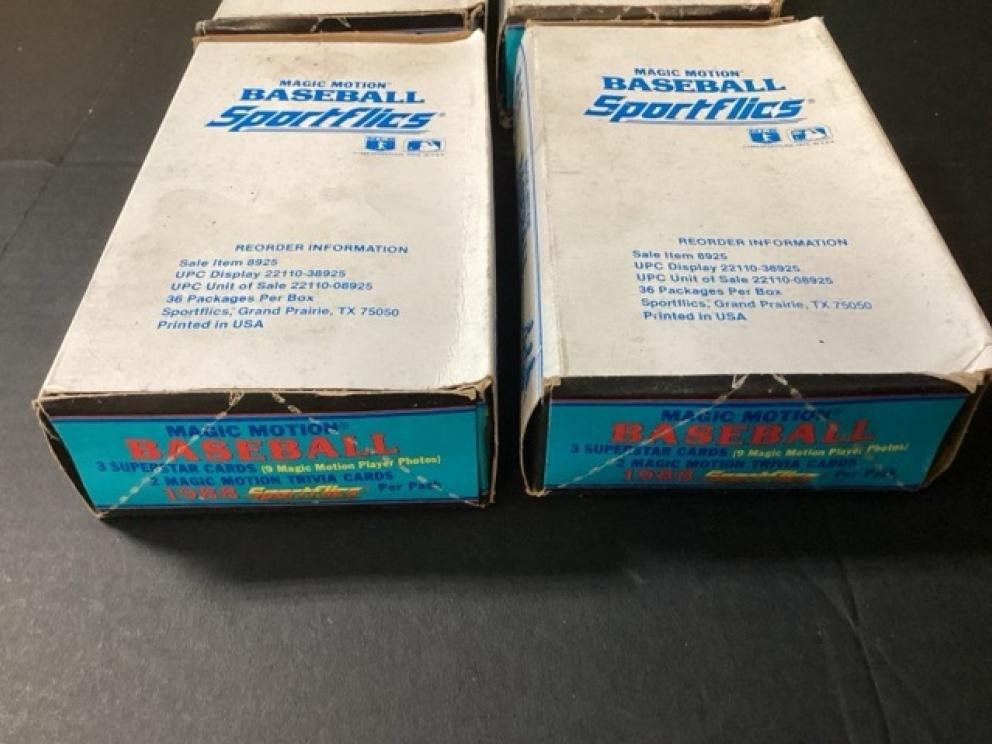 MAGIC MOTION®
BASEBALL
Sportflics®
REORDER INFORMATION
Sale Item 8925
UPC Display 22110-38925
UPC Unit of Sale 22110-08925
36 Packages Per Box
Sportflics, Grand Prairie, TX 75050
Printed in USA
MAGIC MOTION®
BASEBALL
3 SUPERSTAR CARDS (9 Magic Motion Player Photos)
2 MAGIC MOTION TRIVIA CARDS
1988 Sportflics Per Pack
MAGIC MOTION®
BASEBALL
Sportflics®
REORDER INFORMATION
Sale Item 8925
UPC Display 22110-38925
UPC Unit of Sale 22110-08925
36 Packages Per Box
Sportflics, Grand Prairie, TX 75050
Printed in USA
MAGIC MOTION®
BASEBALL
3 SUPERSTAR CARDS (9 Magic Motion Player Photos)
2 MAGIC MOTION TRIVIA CARDS
1988 Sportflics Per Pack